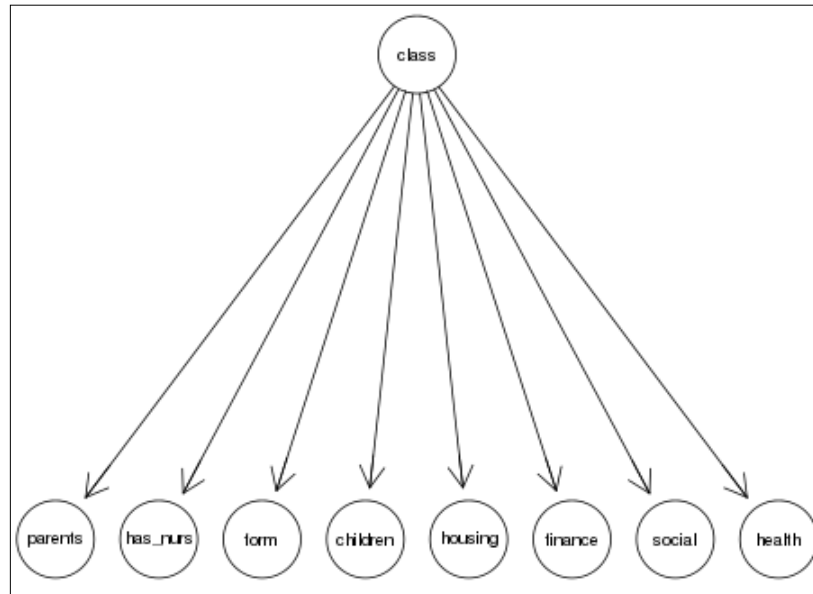 class
parents has_nurs form children housing finance social health